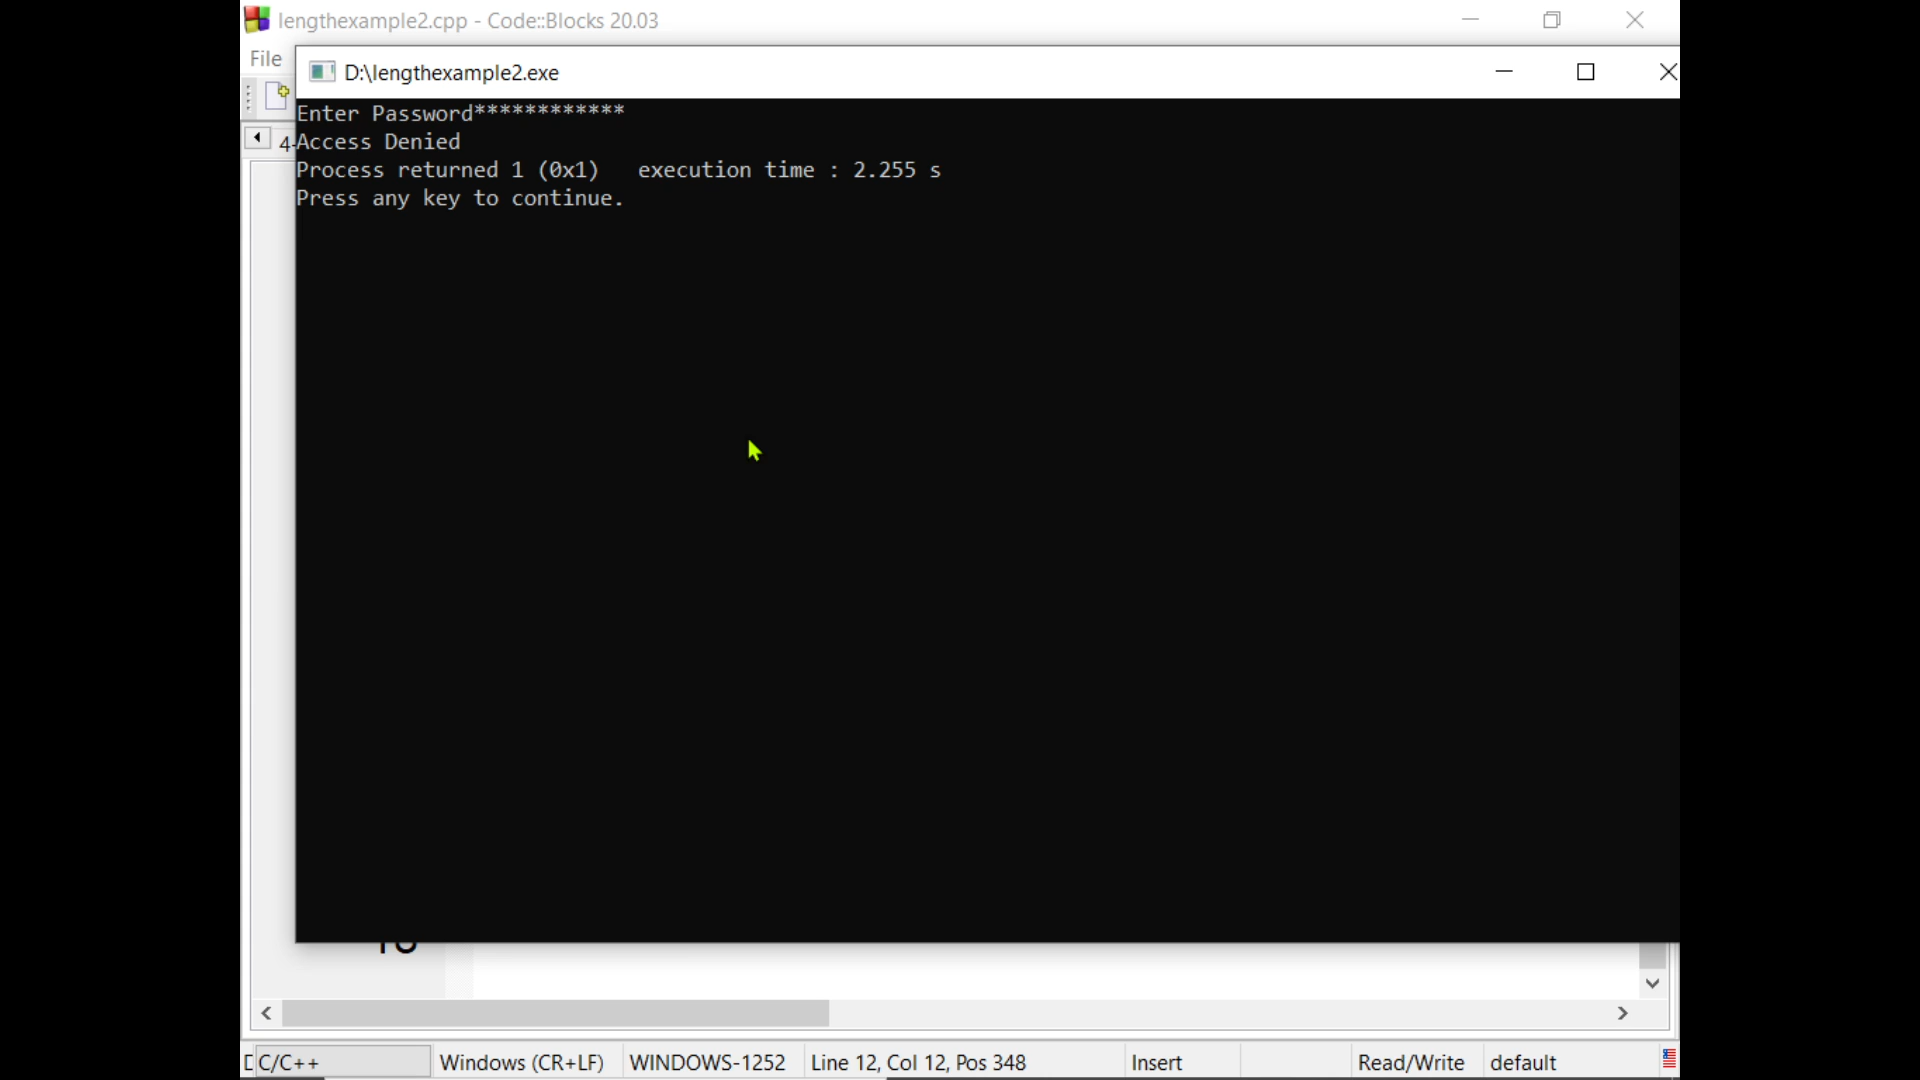 lengthexample2.cpp - Code::Blocks 20.03
File
D:\lengthexample2.exe
Enter Password************
4-
Access Denied
Process returned 1 (0x1)   execution time : 2.255 s
Press any key to continue.
C/C++ Windows (CR+LF) WINDOWS-1252 Line 12, Col 12, Pos 348 Insert Read/Write default